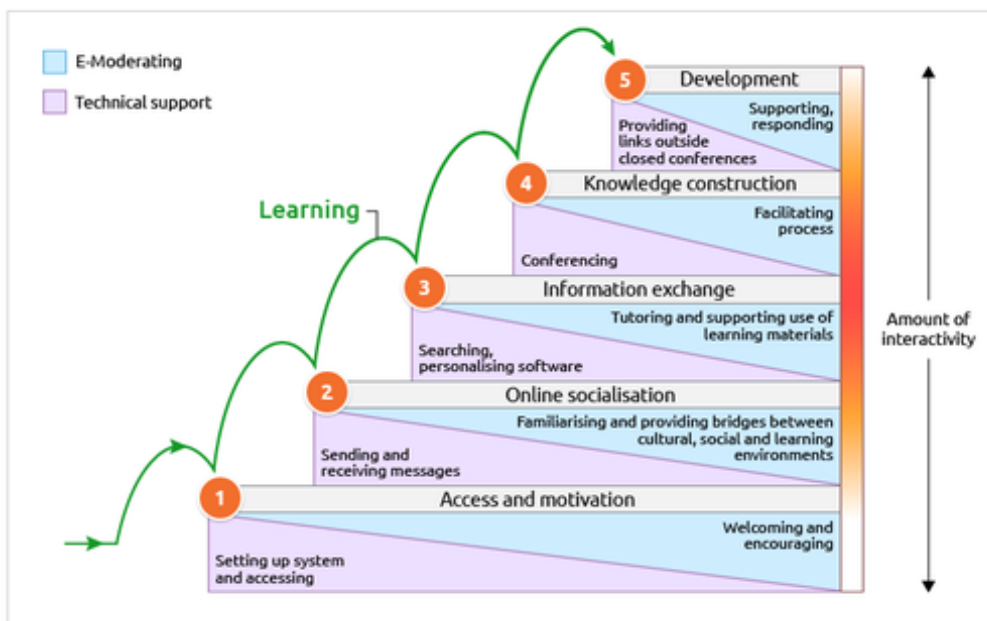 E-Moderating
Technical support
Learning
5
Development
Supporting,
responding
Providing
links outside
closed conferences
4
Knowledge construction
Facilitating
process
Conferencing
3
Information exchange
Tutoring and supporting use of
learning materials
Searching,
personalising software
2
Online socialisation
Familiarising and providing bridges between
cultural, social and learning
environments
Sending and
receiving messages
1
Access and motivation
Welcoming and
encouraging
Setting up system
and accessing
Amount of
interactivity